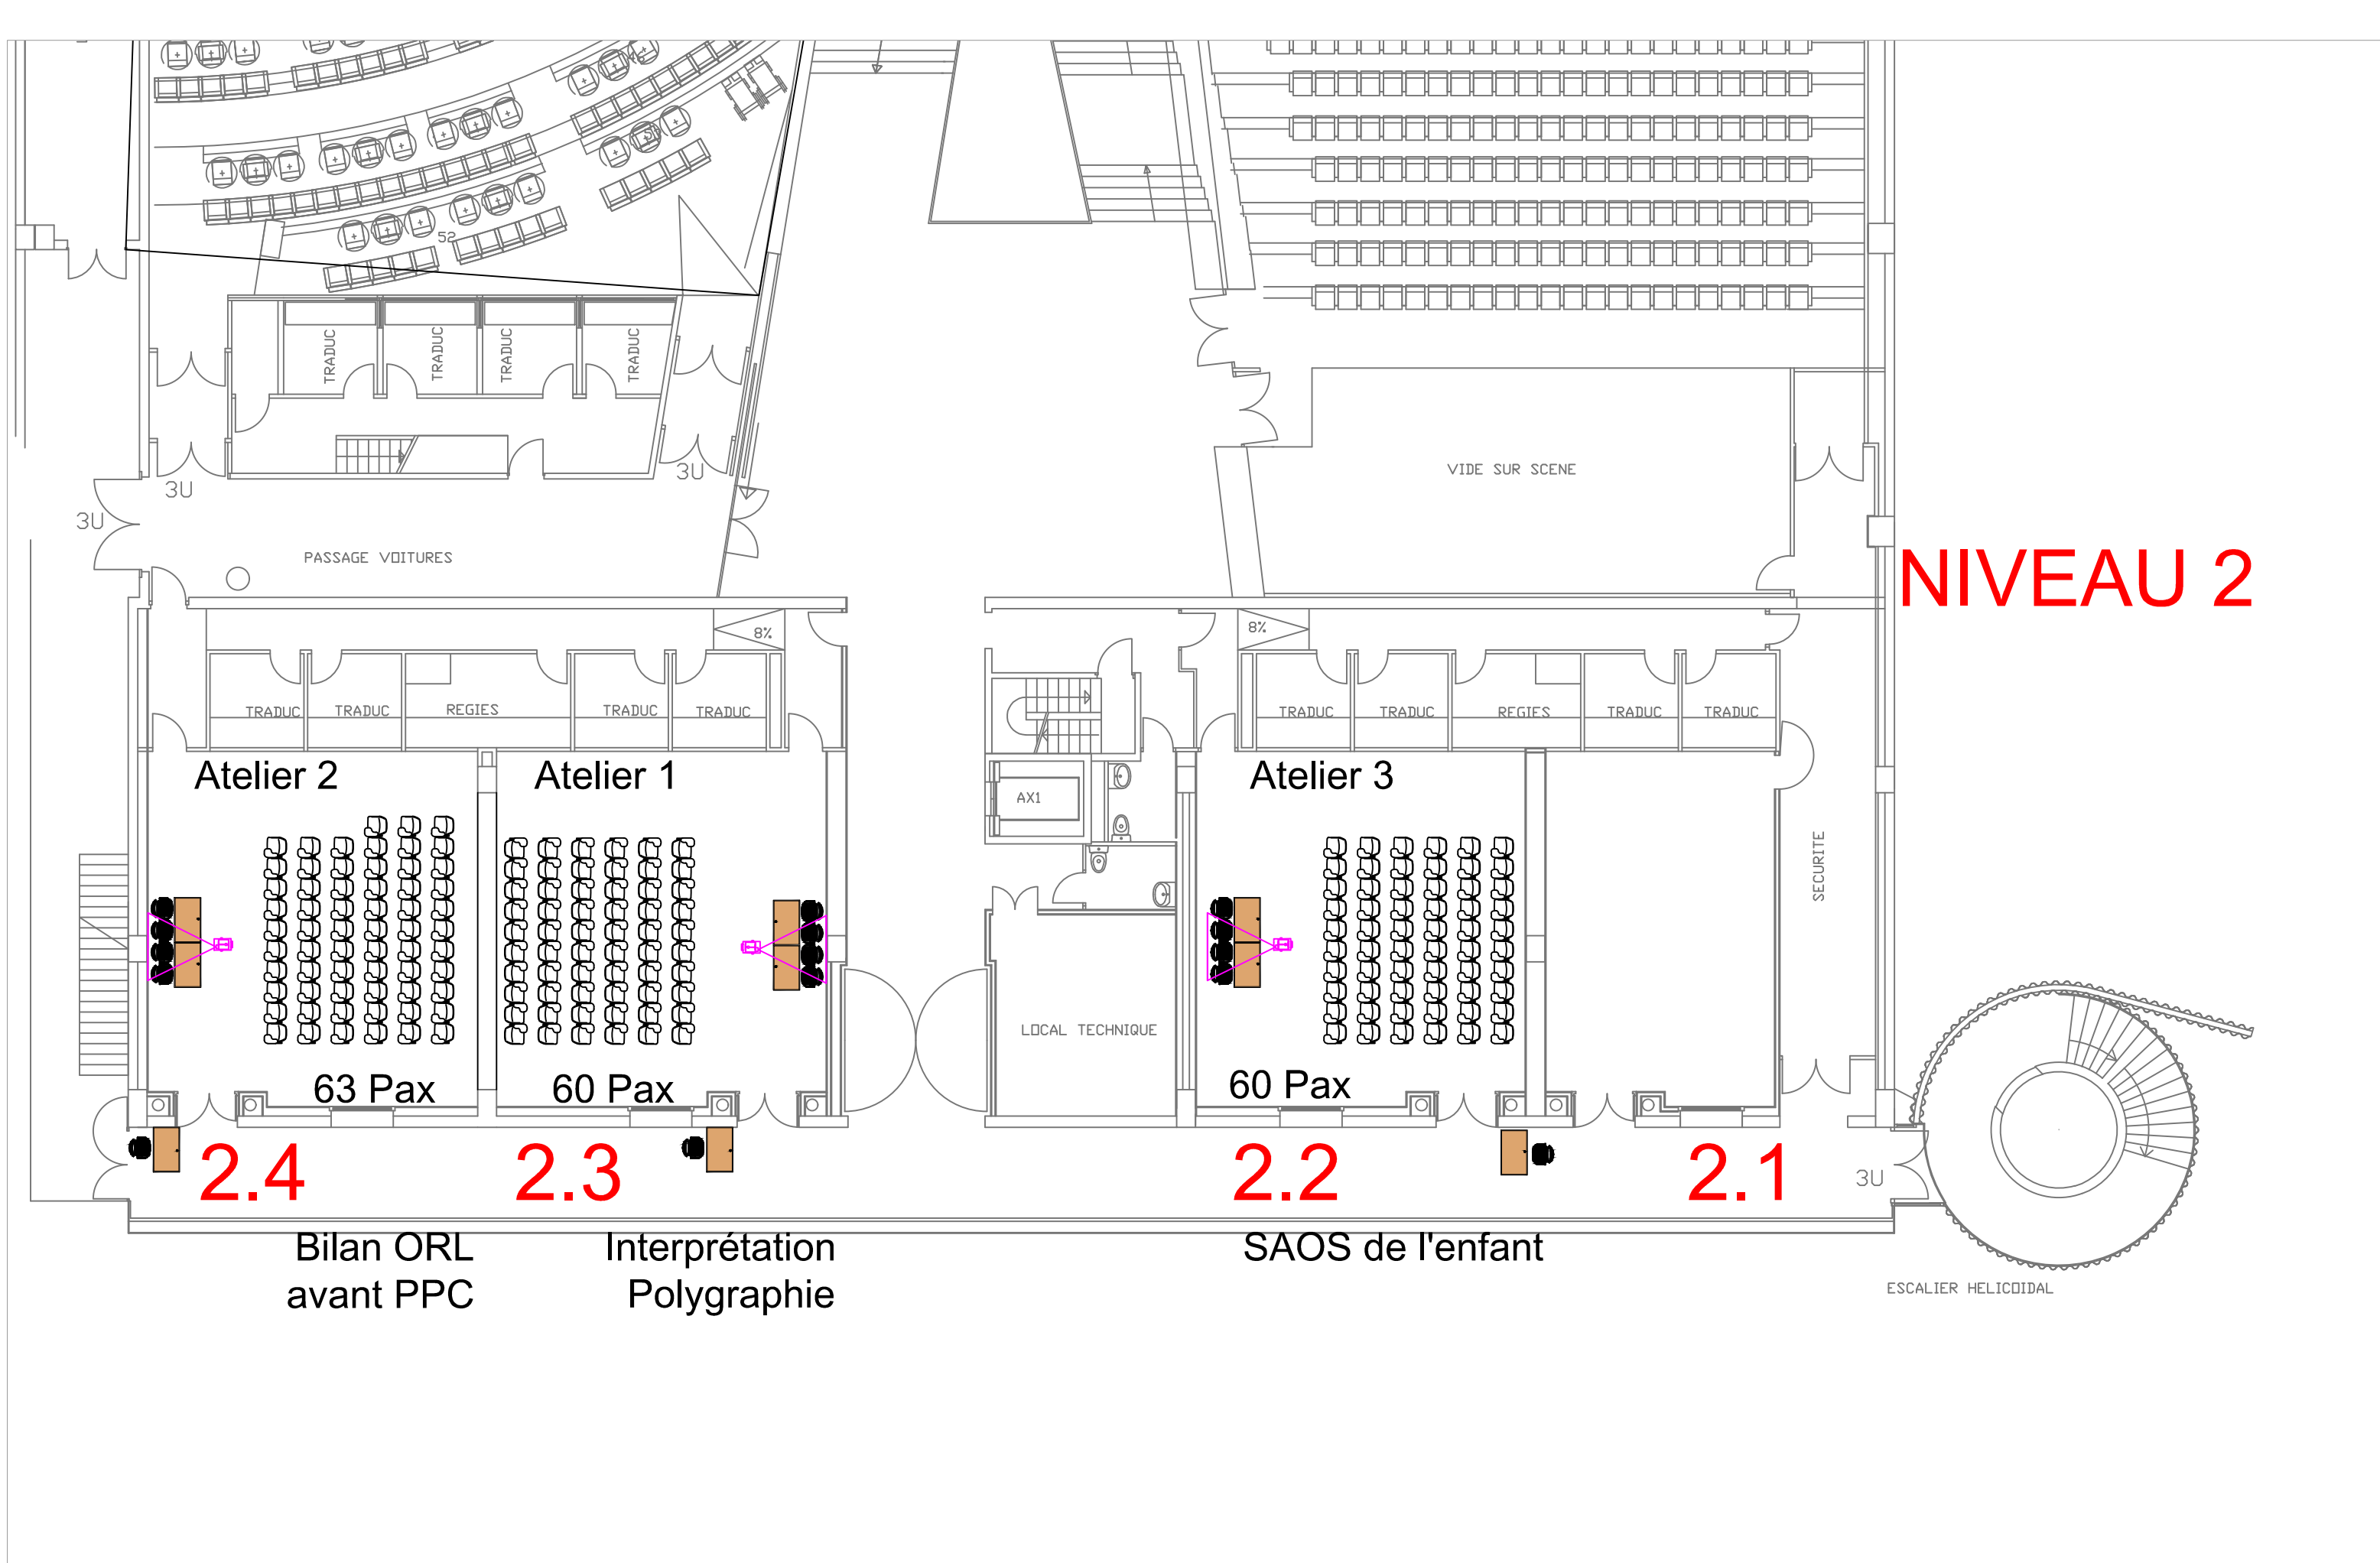 52
TRADUC
TRADUC
TRADUC
TRADUC
3U
3U
3U
VIDE SUR SCENE
PASSAGE VOITURES
NIVEAU 2
8%
8%
TRADUC
TRADUC
REGIES
TRADUC
TRADUC
TRADUC
TRADUC
REGIES
TRADUC
TRADUC
Atelier 2
Atelier 1
Atelier 3
AX1
SECURITE
LOCAL TECHNIQUE
63 Pax
60 Pax
60 Pax
2.4
2.3
2.2
2.1
3U
Bilan ORL
avant PPC
Interprétation
Polygraphie
SAOS de l'enfant
ESCALIER HELICOIDAL